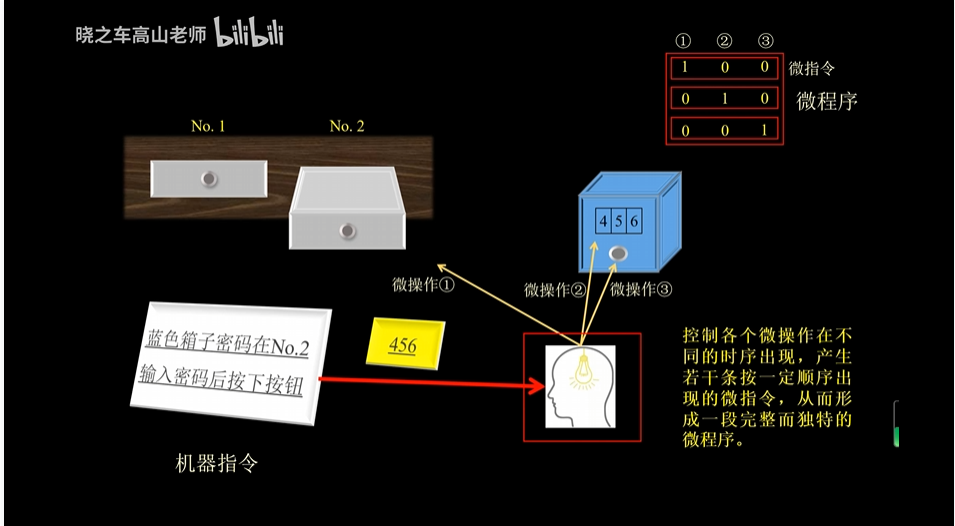 晓之车高山老师 bilibili
① ② ③
1 0 0 微指令
0 1 0 微程序
0 0 1
No. 1 No. 2
4 5 6
微操作① 微操作② 微操作③
蓝色箱子密码在No.2
输入密码后按下按钮
456
机器指令
控制各个微操作在不
同的时序出现，产生
若干条按一定顺序出
现的微指令，从而形
成一段完整而独特的
微程序。